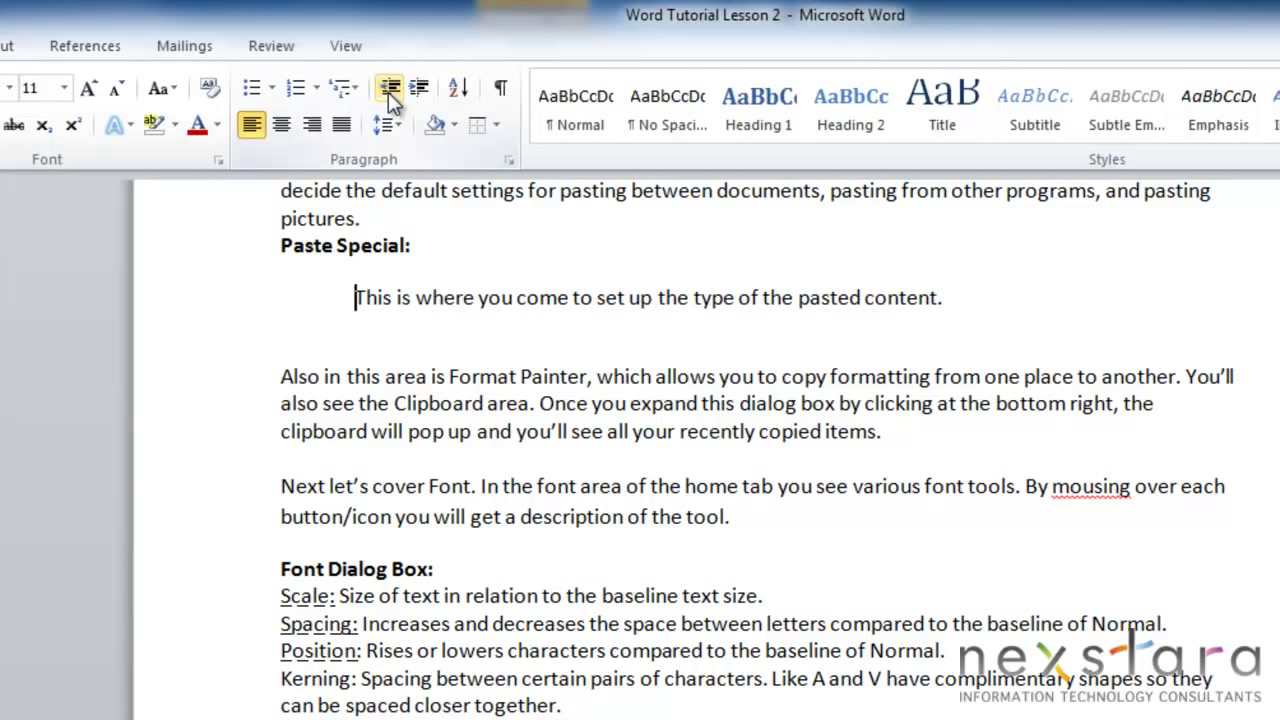 Word Tutorial Lesson 2 - Microsoft Word
ut References Mailings Review View
11 Aa
abc x₂ x² A ab A
Font Paragraph Styles
AaBbCcDc AaBbCcDc AaBbCc AaBbCc AaB AaBbCc. AaBbCcDc AaBbCcDc
¶ Normal ¶ No Spaci... Heading 1 Heading 2 Title Subtitle Subtle Em... Emphasis
decide the default settings for pasting between documents, pasting from other programs, and pasting
pictures.
Paste Special:
This is where you come to set up the type of the pasted content.
Also in this area is Format Painter, which allows you to copy formatting from one place to another. You’ll
also see the Clipboard area. Once you expand this dialog box by clicking at the bottom right, the
clipboard will pop up and you’ll see all your recently copied items.
Next let’s cover Font. In the font area of the home tab you see various font tools. By mousing over each
button/icon you will get a description of the tool.
Font Dialog Box:
Scale: Size of text in relation to the baseline text size.
Spacing: Increases and decreases the space between letters compared to the baseline of Normal.
Position: Rises or lowers characters compared to the baseline of Normal.
Kerning: Spacing between certain pairs of characters. Like A and V have complimentary shapes so they
can be spaced closer together.
nexstara
INFORMATION TECHNOLOGY CONSULTANTS